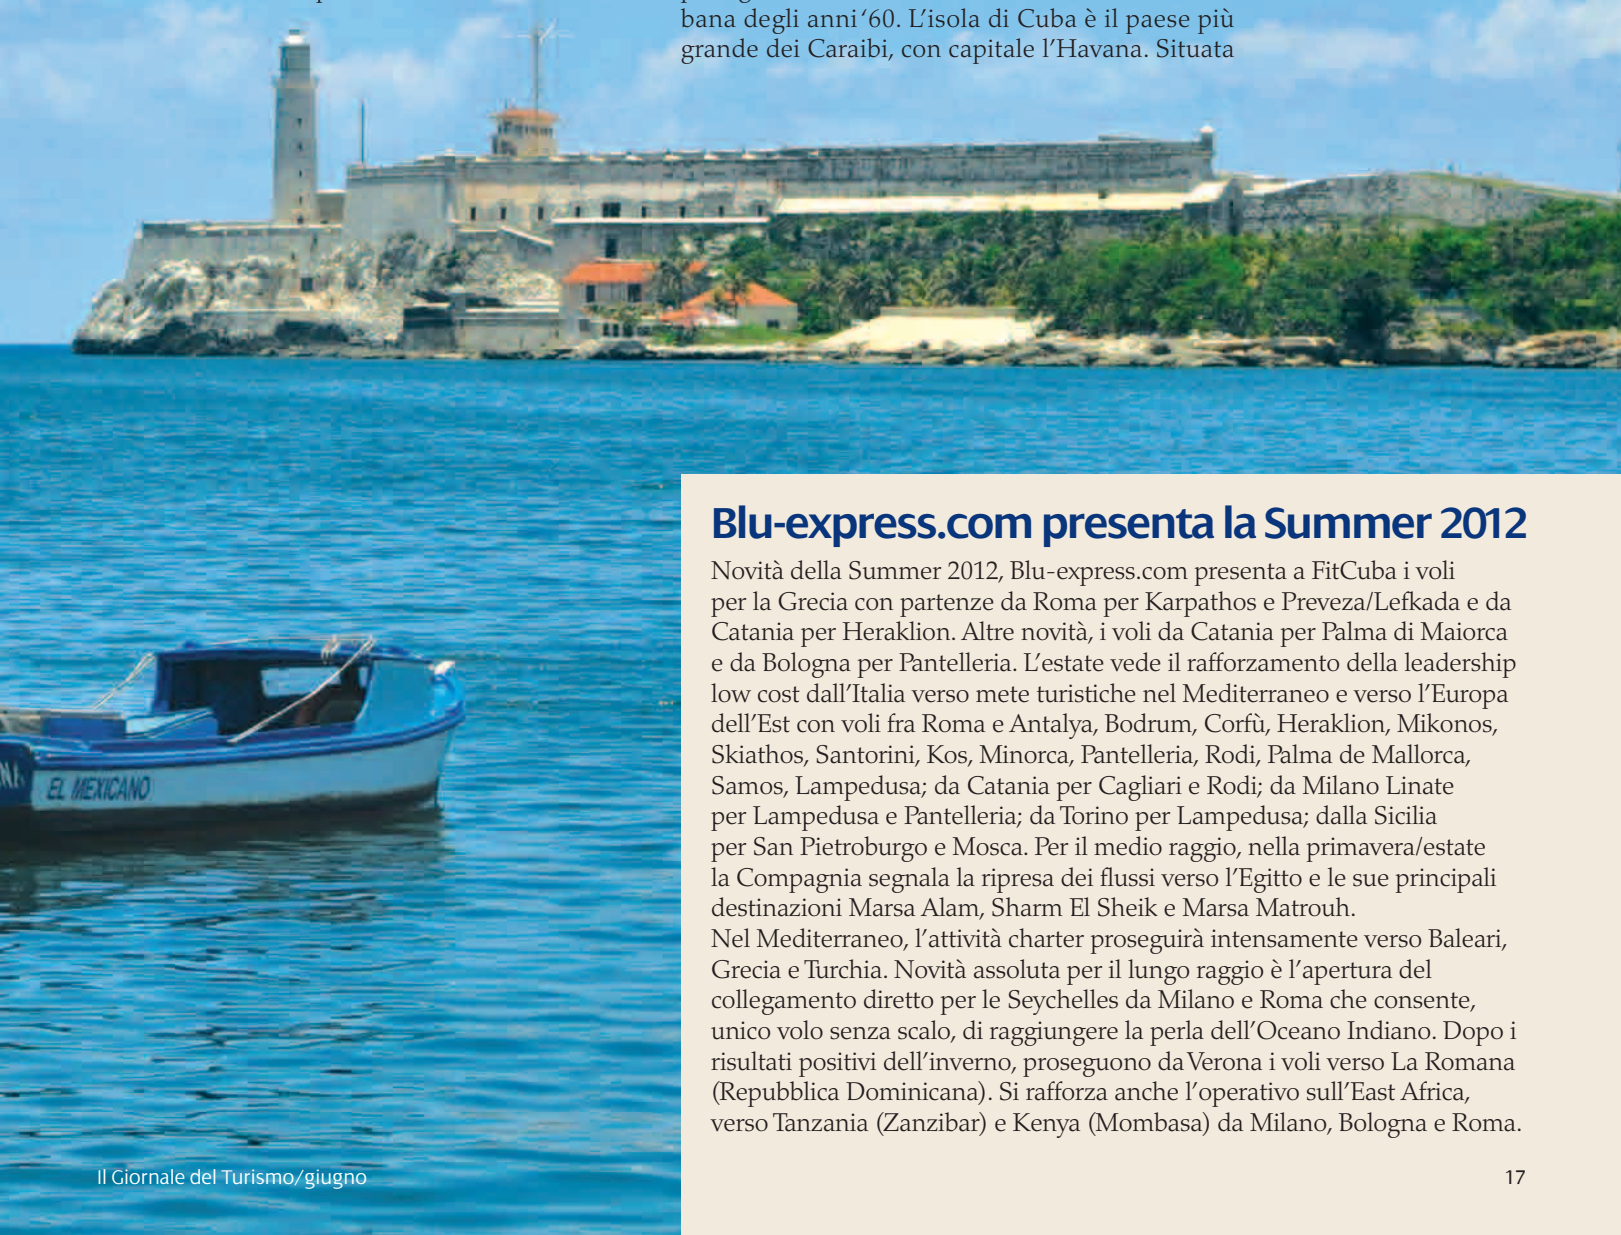 bana degli anni ‘60. L’isola di Cuba è il paese più
grande dei Caraibi, con capitale l’Havana. Situata
EL MEXICANO
Blu-express.com presenta la Summer 2012
Novità della Summer 2012, Blu-express.com presenta a FitCuba i voli
per la Grecia con partenze da Roma per Karpathos e Preveza/Lefkada e da
Catania per Heraklion. Altre novità, i voli da Catania per Palma di Maiorca
e da Bologna per Pantelleria. L’estate vede il rafforzamento della leadership
low cost dall’Italia verso mete turistiche nel Mediterraneo e verso l’Europa
dell’Est con voli fra Roma e Antalya, Bodrum, Corfù, Heraklion, Mikonos,
Skiathos, Santorini, Kos, Minorca, Pantelleria, Rodi, Palma de Mallorca,
Samos, Lampedusa; da Catania per Cagliari e Rodi; da Milano Linate
per Lampedusa e Pantelleria; da Torino per Lampedusa; dalla Sicilia
per San Pietroburgo e Mosca. Per il medio raggio, nella primavera/estate
la Compagnia segnala la ripresa dei flussi verso l’Egitto e le sue principali
destinazioni Marsa Alam, Sharm El Sheik e Marsa Matrouh.
Nel Mediterraneo, l’attività charter proseguirà intensamente verso Baleari,
Grecia e Turchia. Novità assoluta per il lungo raggio è l’apertura del
collegamento diretto per le Seychelles da Milano e Roma che consente,
unico volo senza scalo, di raggiungere la perla dell’Oceano Indiano. Dopo i
risultati positivi dell’inverno, proseguono da Verona i voli verso La Romana
(Repubblica Dominicana). Si rafforza anche l’operativo sull’East Africa,
verso Tanzania (Zanzibar) e Kenya (Mombasa) da Milano, Bologna e Roma.
Il Giornale del Turismo/giugno
17